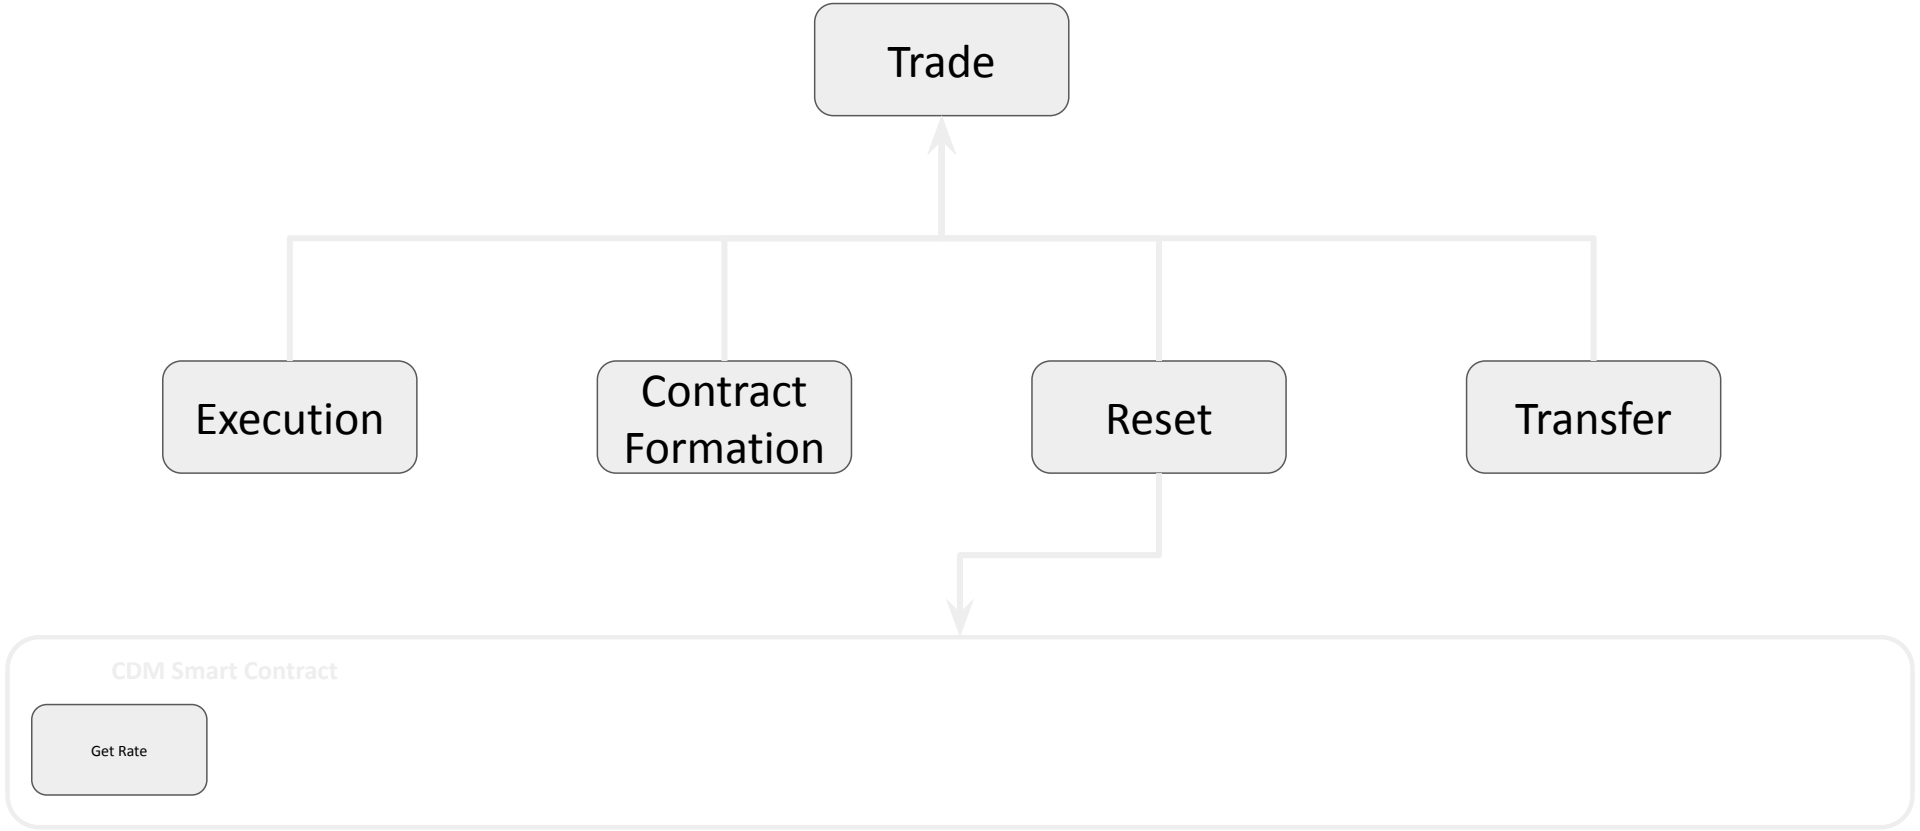 Trade
Execution
Contract
Formation
Reset
Transfer
CDM Smart Contract
Get Rate